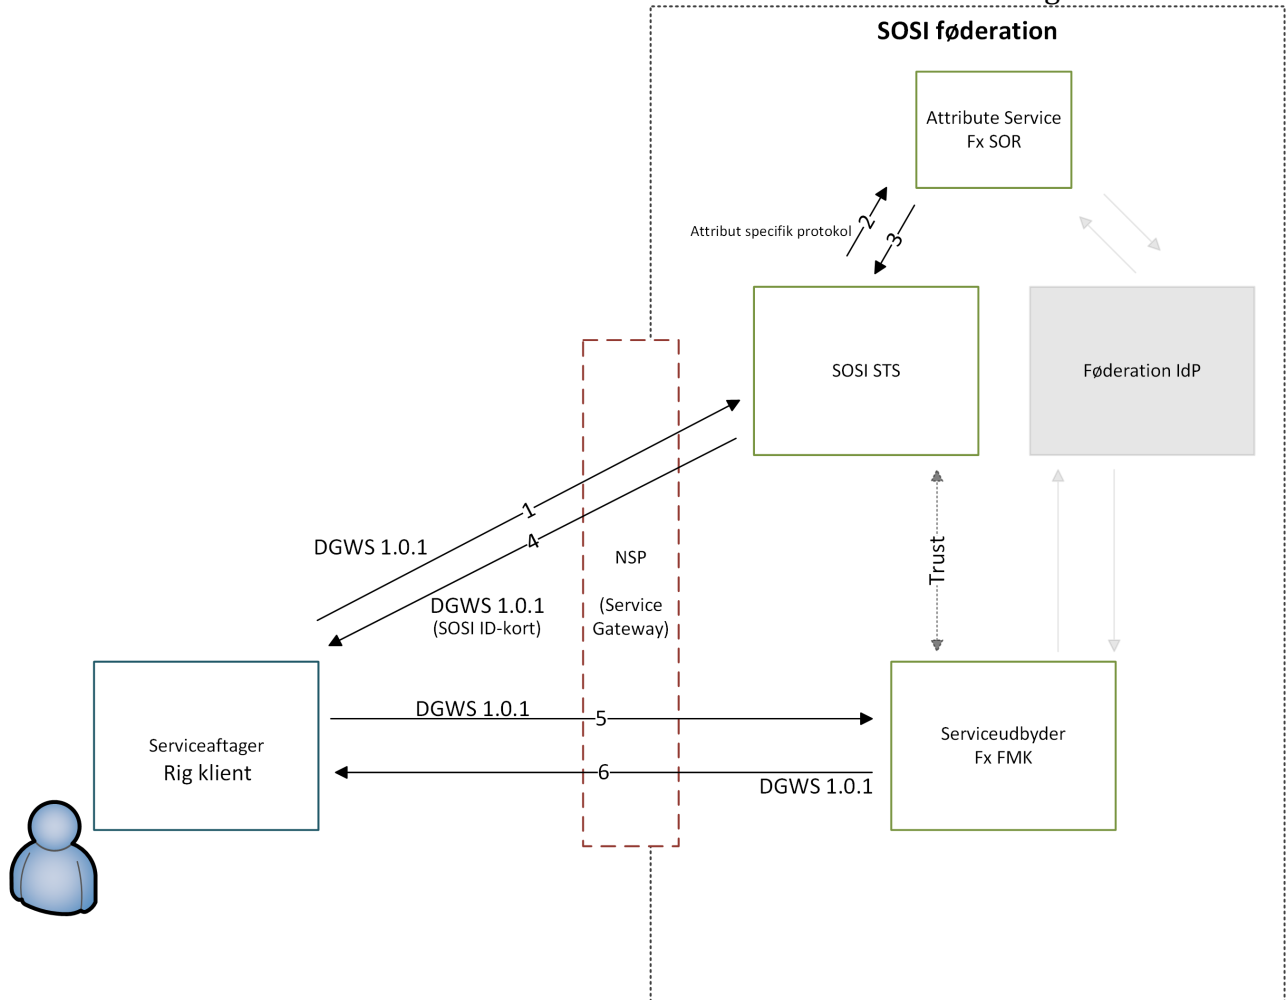 SOSI føderation
Attribute Service
Fx SOR
2
Attribut specifik protokol
3
SOSI STS
Føderation IdP
1
4
DGWS 1.0.1
NSP
Trust
DGWS 1.0.1
(SOSI ID-kort)
(Service
Gateway)
DGWS 1.0.1
5
Serviceaftager
Rig klient
Serviceudbyder
Fx FMK
6
DGWS 1.0.1